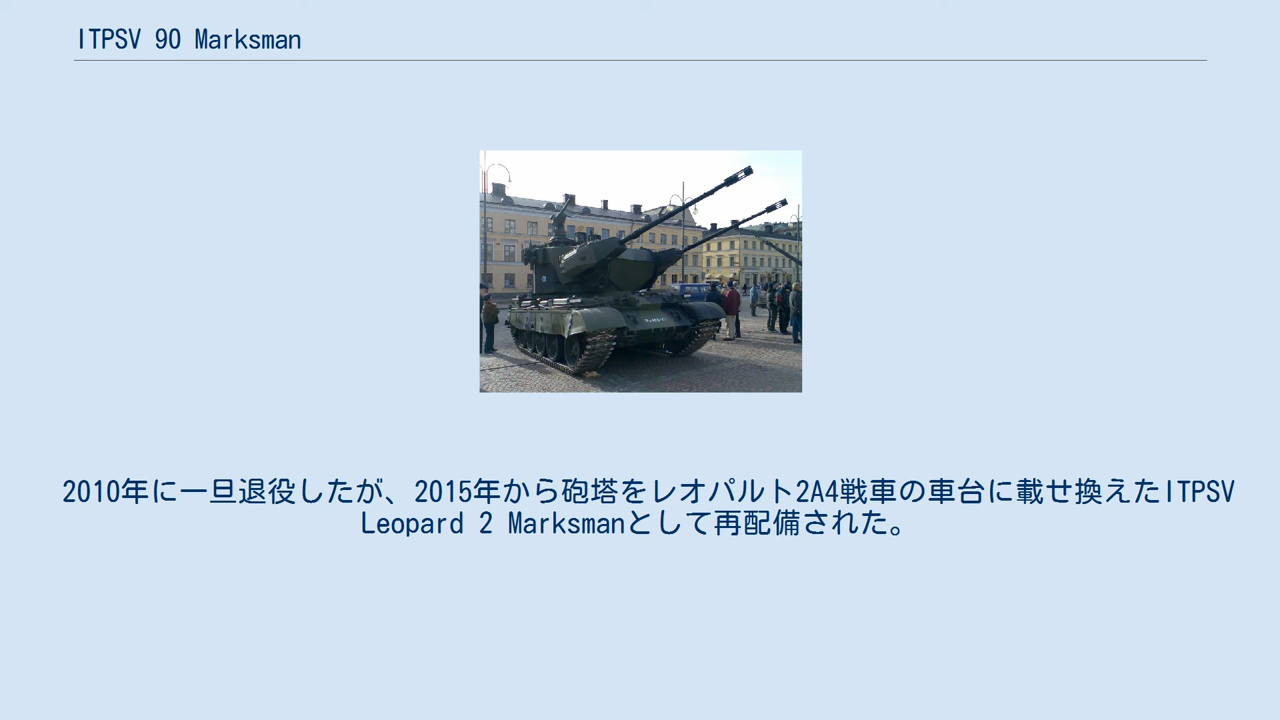 ITPSV 90 Marksman
2010年に一旦退役したが、2015年から砲塔をレオパルト2A4戦車の車台に載せ換えたITPSV
Leopard 2 Marksmanとして再配備された。